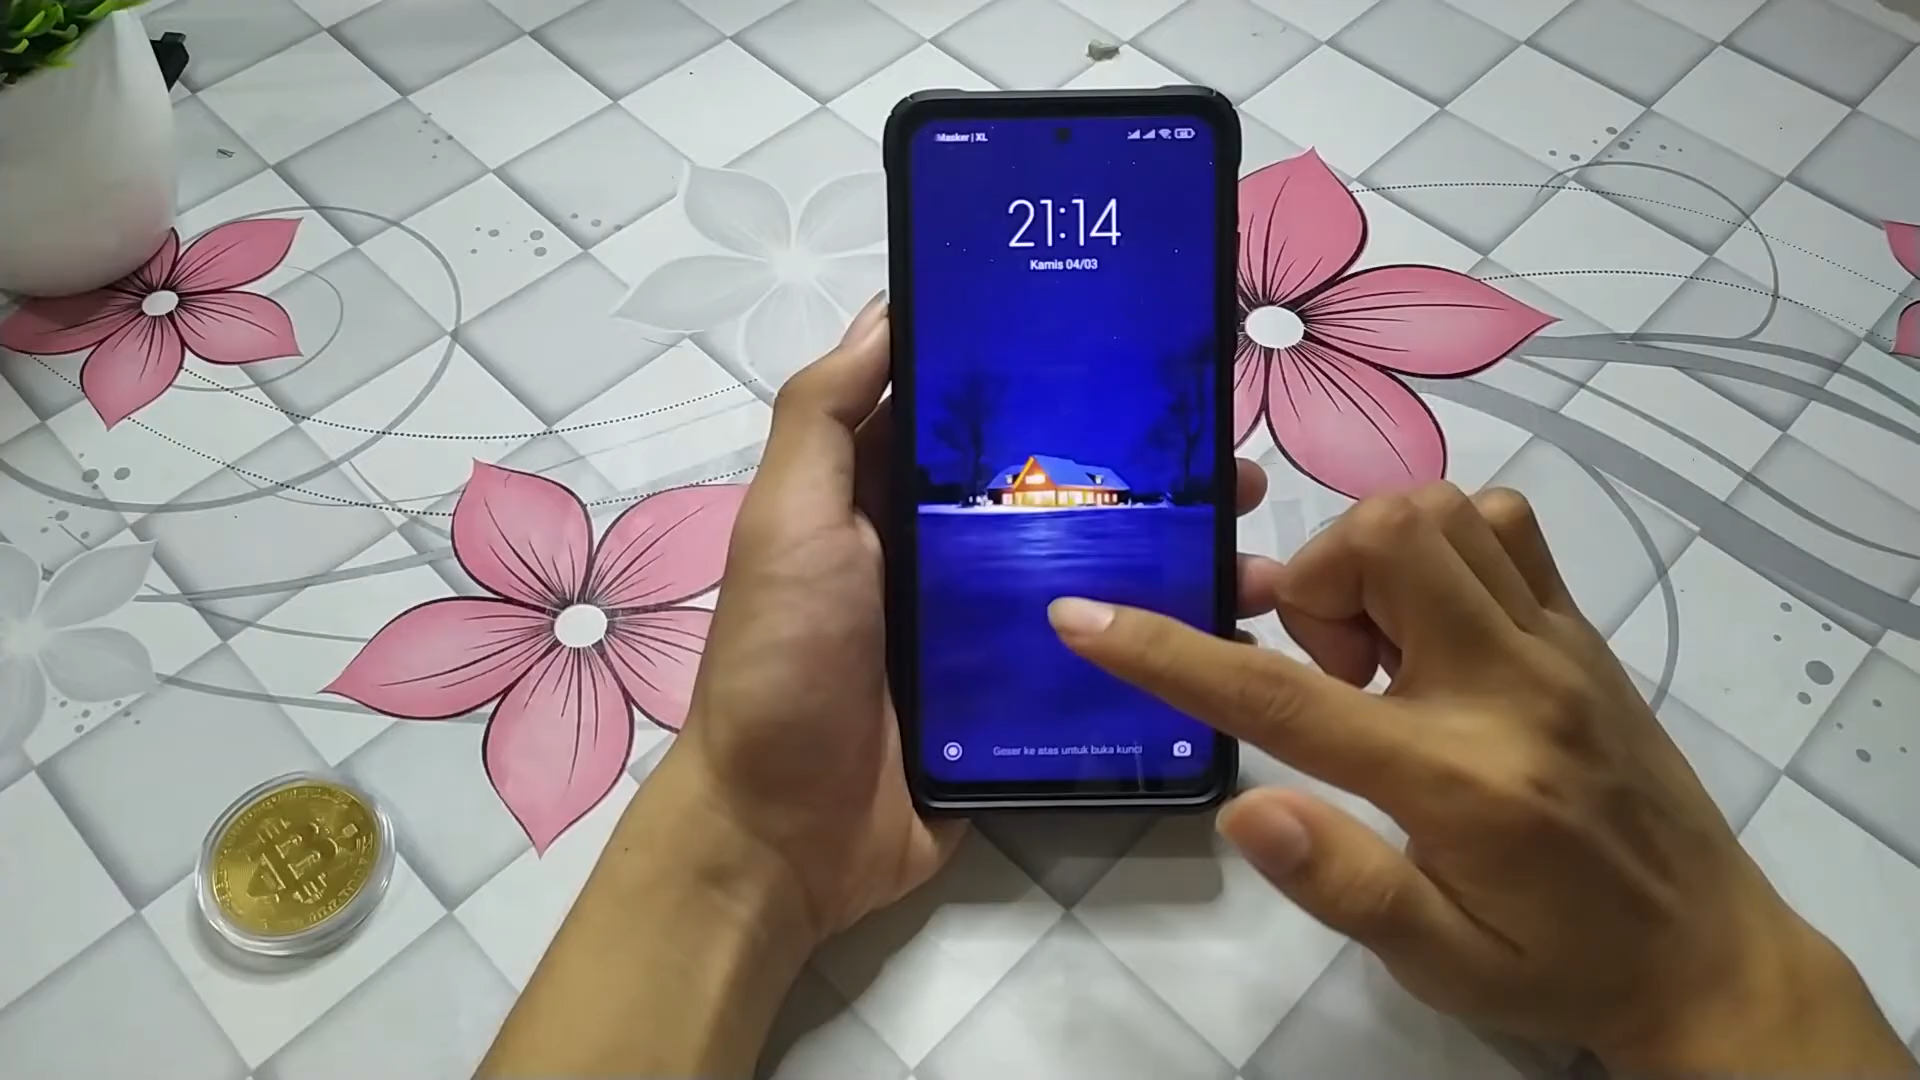 Masker | XL
21:14
Kamis 04/03
Geser ke atas untuk buka kunci